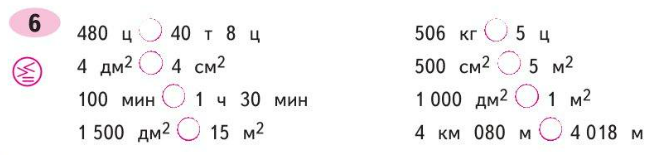 6
480 ц ◯ 40 т 8 ц
4 дм² ◯ 4 см²
100 мин ◯ 1 ч 30 мин
1 500 дм² ◯ 15 м²
506 кг ◯ 5 ц
500 см² ◯ 5 м²
1 000 дм² ◯ 1 м²
4 км 080 м ◯ 4 018 м